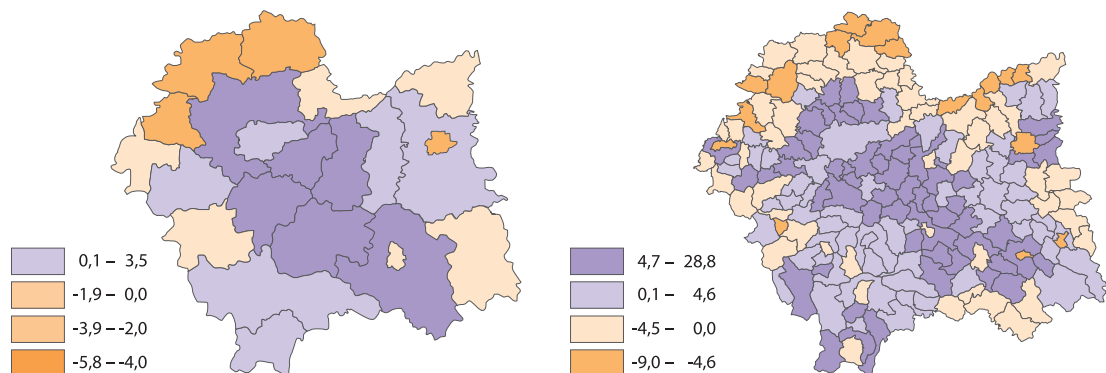 0,1 – 3,5
-1,9 – 0,0
-3,9 – -2,0
-5,8 – -4,0
4,7 – 28,8
0,1 – 4,6
-4,5 – 0,0
-9,0 – -4,6